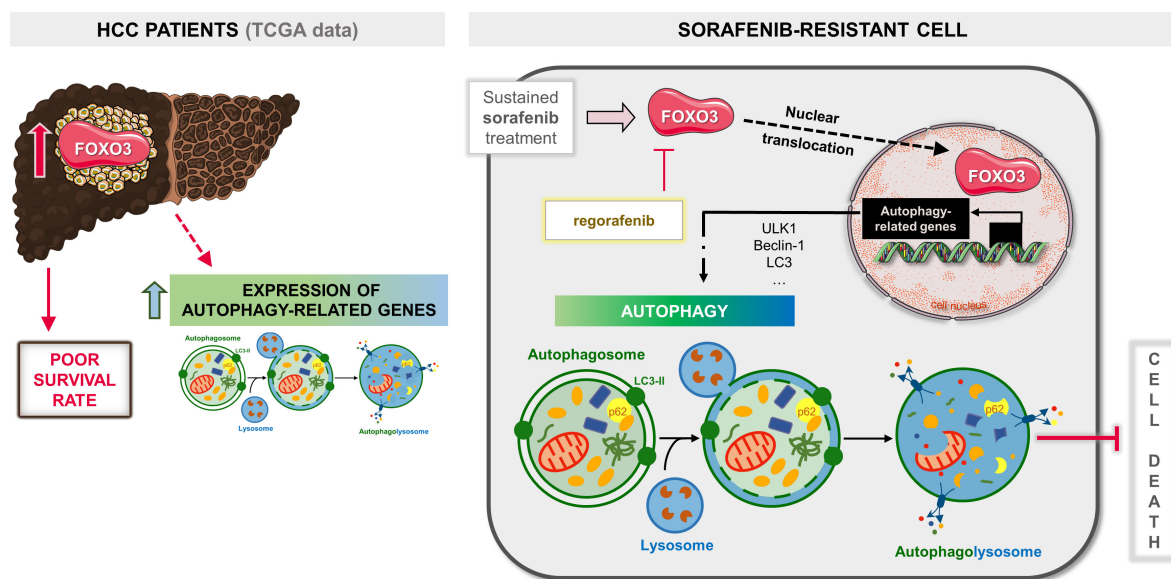 HCC PATIENTS (TCGA data)
FOXO3
EXPRESSION OF
AUTOPHAGY-RELATED GENES
POOR
SURVIVAL
RATE
Autophagosome
LC3-II
p62
Lysosome
Autophagolysosome
SORAFENIB-RESISTANT CELL
Sustained
sorafenib
treatment
FOXO3
Nuclear
translocation
FOXO3
regorafenib
Autophagy-
related genes
ULK1
Beclin-1
LC3
...
cell nucleus
AUTOPHAGY
Autophagosome
LC3-II
p62
p62
p62
Lysosome
Autophagolysosome
CELL DEATH